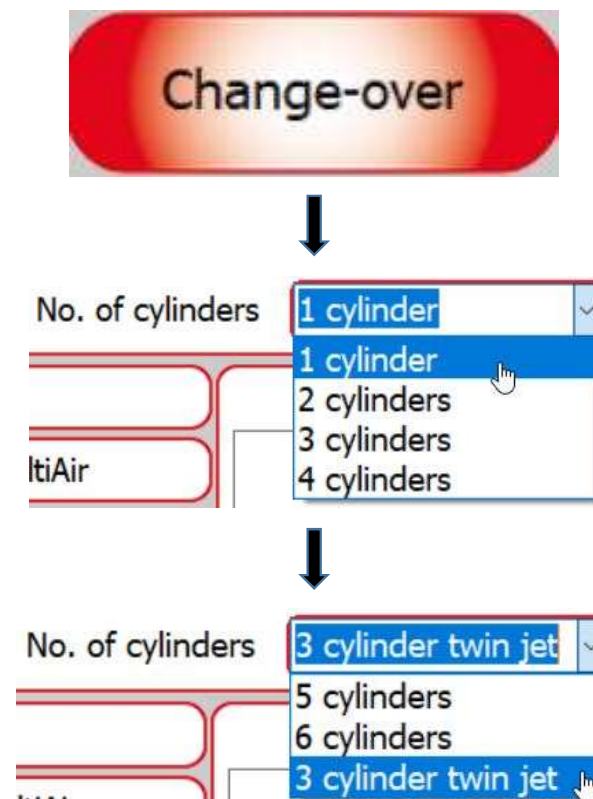 Change-over
No. of cylinders 1 cylinder
1 cylinder
2 cylinders
3 cylinders
ltiAir 4 cylinders
No. of cylinders 3 cylinder twin jet
5 cylinders
6 cylinders
3 cylinder twin jet